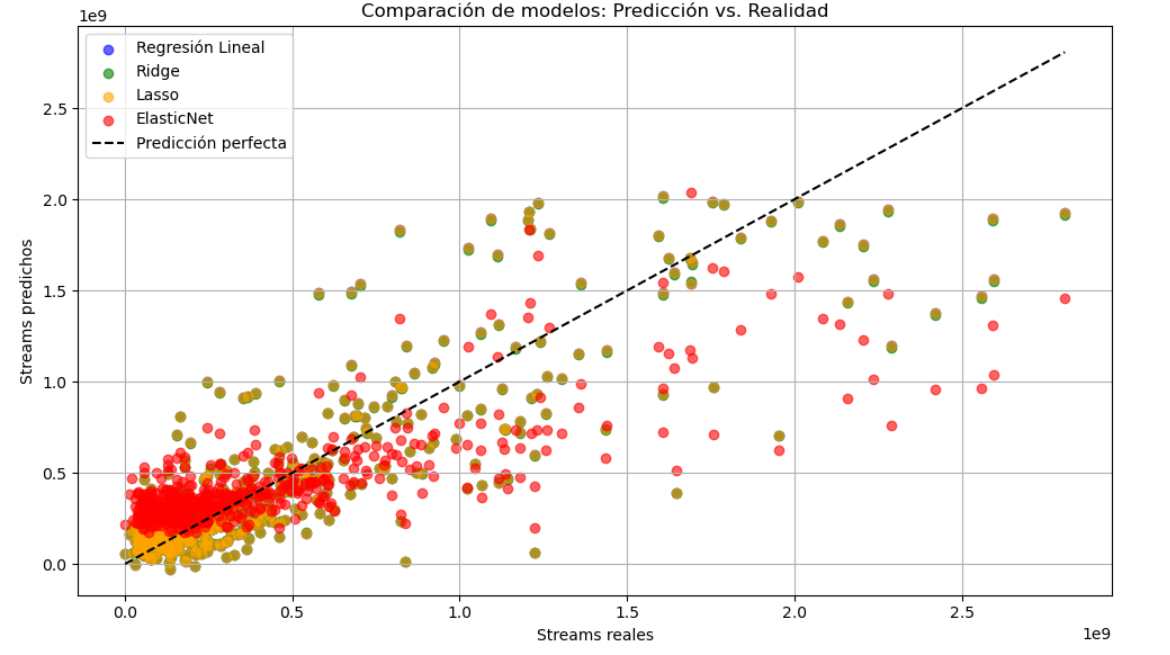 Comparación de modelos: Predicción vs. Realidad
1e9
Regresión Lineal
Ridge
Lasso
ElasticNet
Predicción perfecta
2.5
2.0
1.5
1.0
0.5
0.0
Streams predichos
0.0 0.5 1.0 1.5 2.0 2.5
Streams reales
1e9